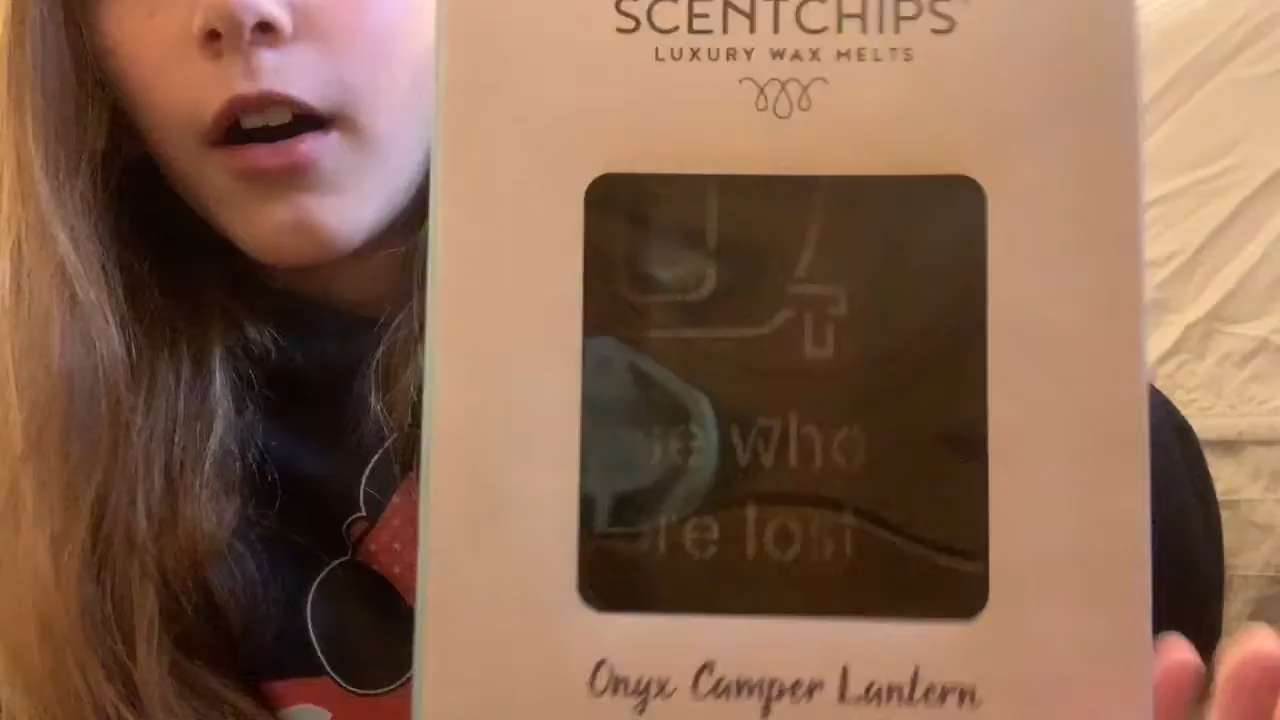 SCENTCHIPS
LUXURY WAX MELTS
who
lost
Onyx Camper Lantern